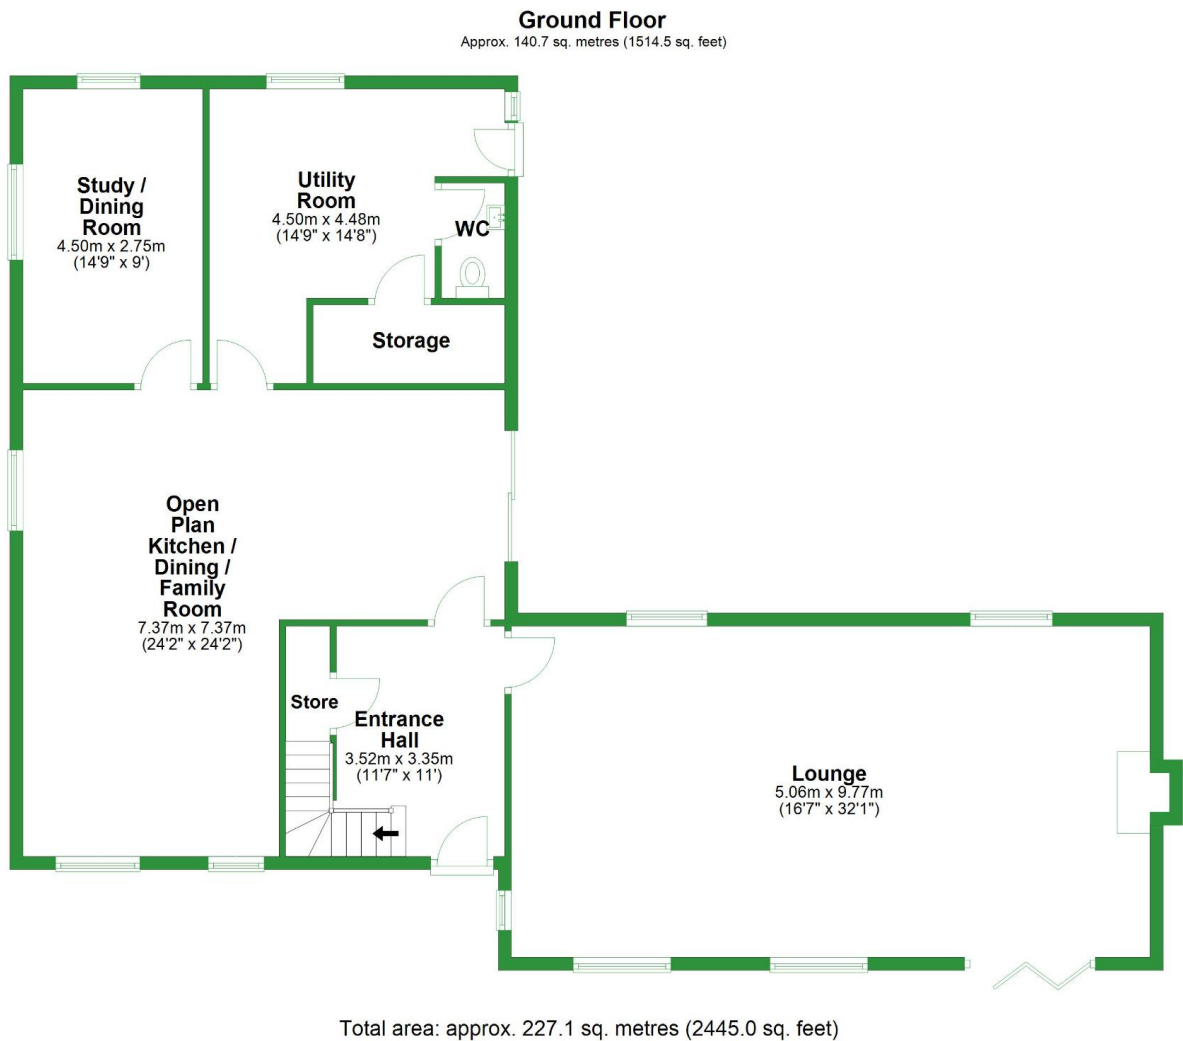 Ground Floor
Approx. 140.7 sq. metres (1514.5 sq. feet)
Study /
Dining
Room
4.50m x 2.75m
(14'9" x 9')
Utility
Room
4.50m x 4.48m
(14'9" x 14'8")
WC
Storage
Open
Plan
Kitchen /
Dining /
Family
Room
7.37m x 7.37m
(24'2" x 24'2")
Store
Entrance
Hall
3.52m x 3.35m
(11'7" x 11')
Lounge
5.06m x 9.77m
(16'7" x 32'1")
Total area: approx. 227.1 sq. metres (2445.0 sq. feet)